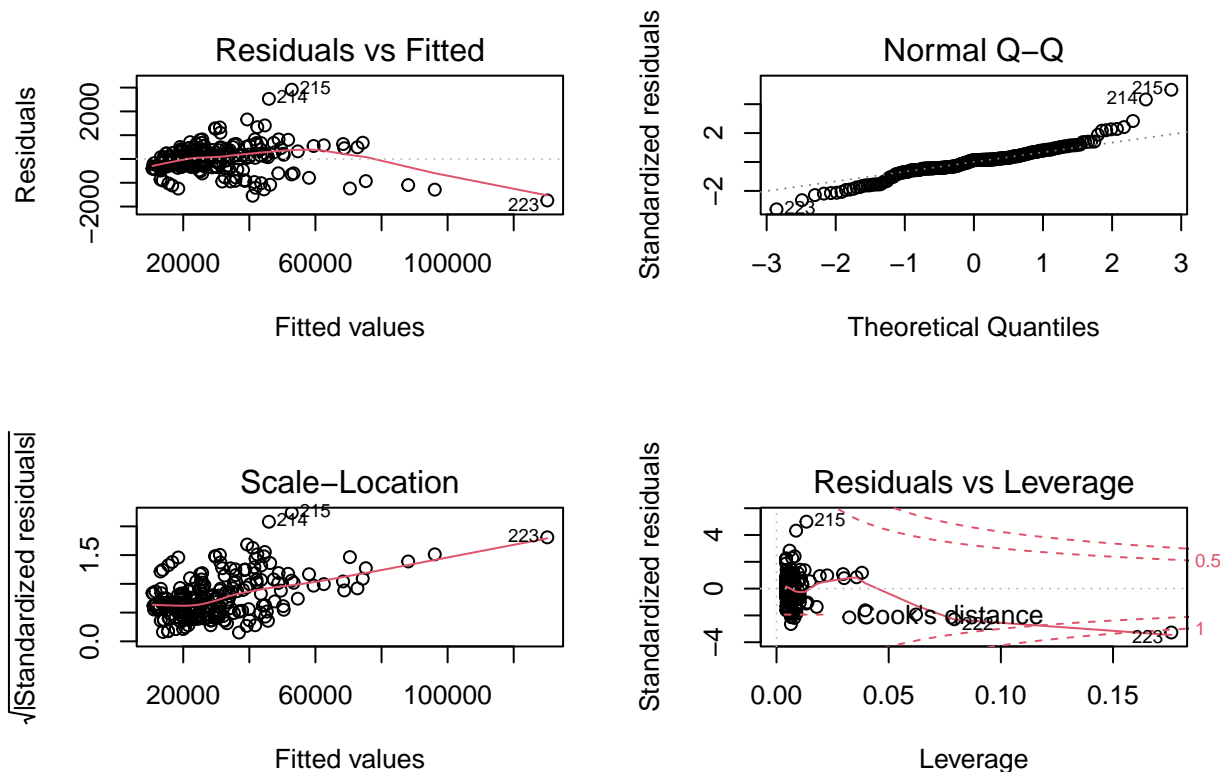 Residuals vs Fitted
Residuals
−2000
2000
215
214
223
20000 60000 100000
Fitted values
Normal Q−Q
Standardized residuals
−2
2
215
214
223
−3 −2 −1 0 1 2 3
Theoretical Quantiles
Scale−Location
√|Standardized residuals|
0.0
1.5
215
214
223
20000 60000 100000
Fitted values
Residuals vs Leverage
Standardized residuals
−4
0
4
215
0.5
Cook's distance
222
1
223
0.00 0.05 0.10 0.15
Leverage